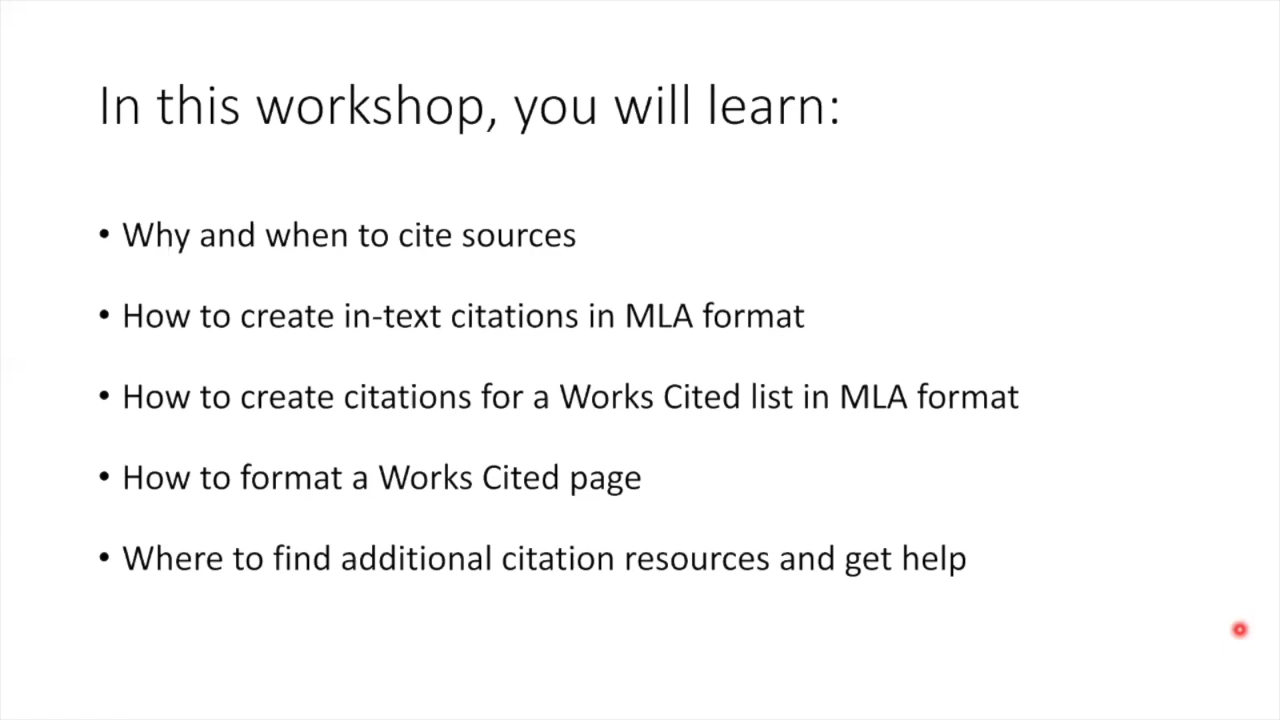 In this workshop, you will learn:
• Why and when to cite sources
• How to create in-text citations in MLA format
• How to create citations for a Works Cited list in MLA format
• How to format a Works Cited page
• Where to find additional citation resources and get help